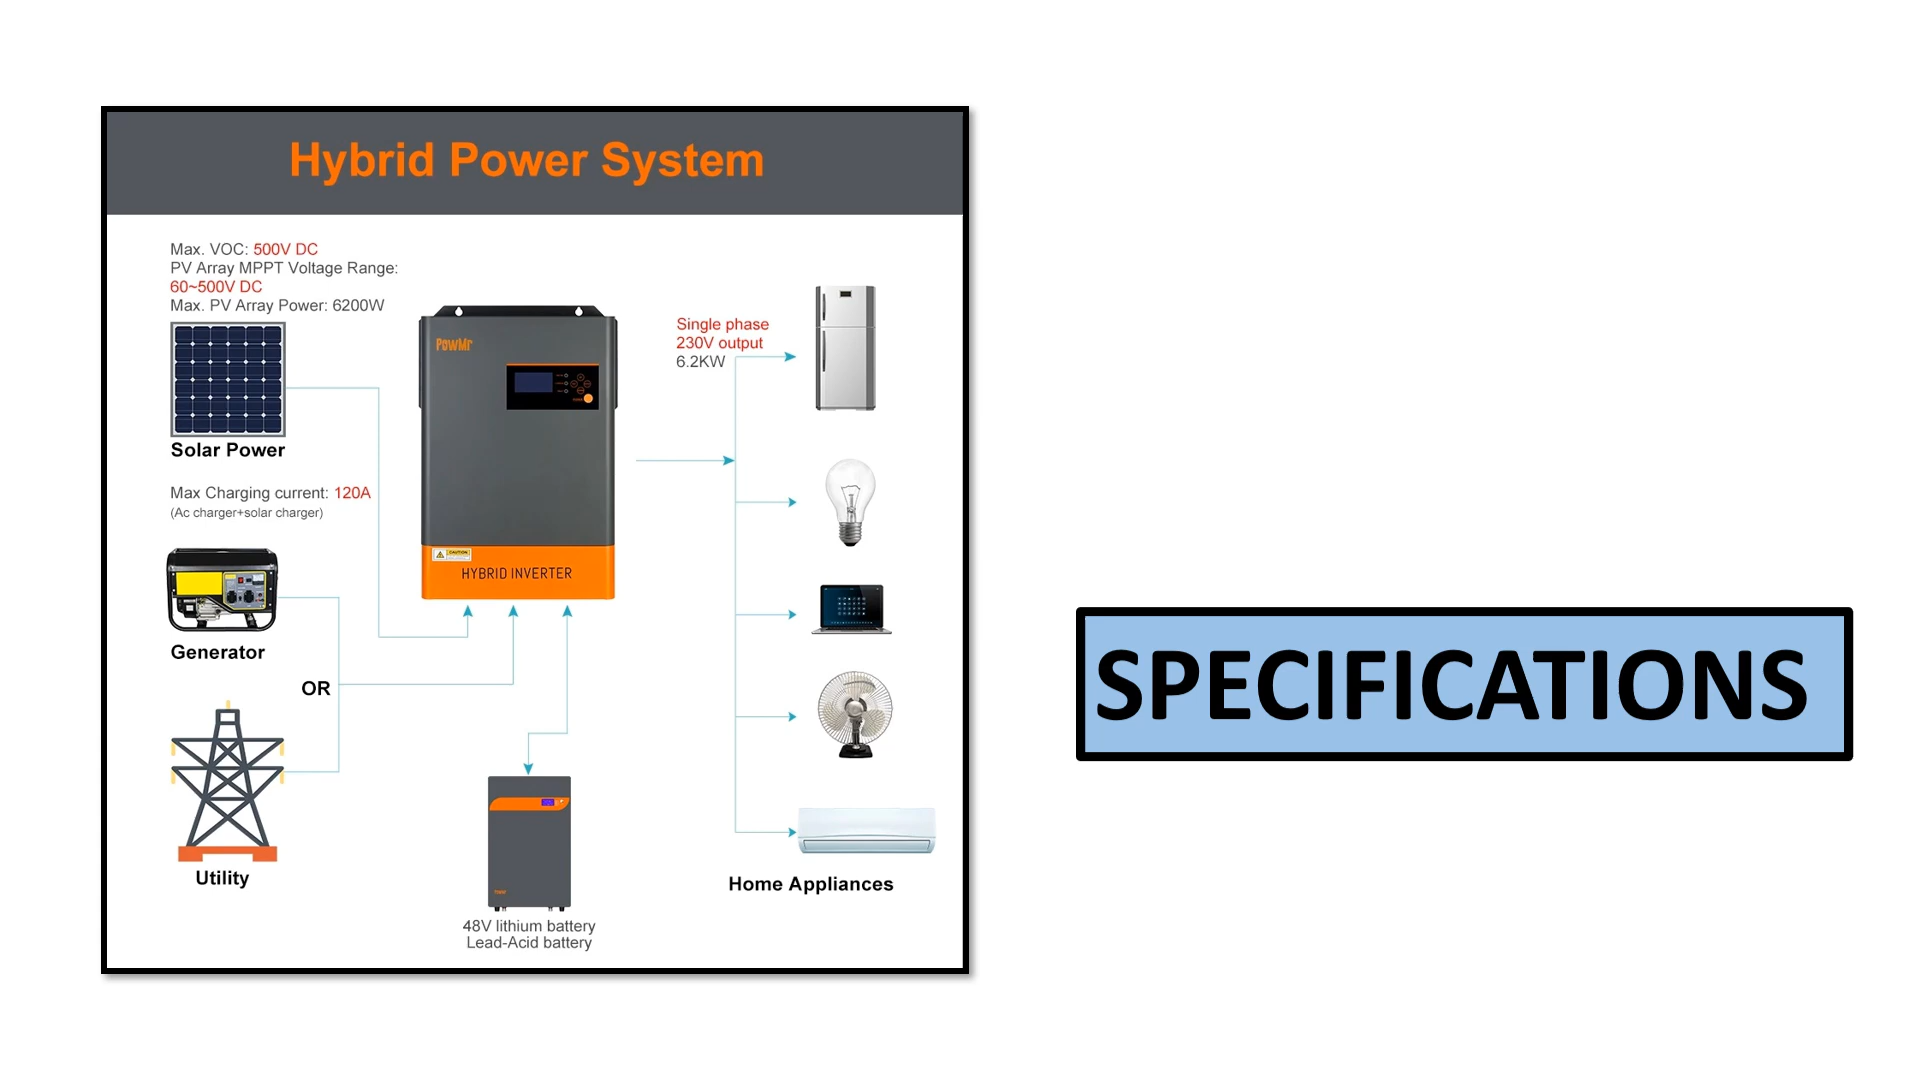 Hybrid Power System
Max. VOC: 500V DC
PV Array MPPT Voltage Range:
60~500V DC
Max. PV Array Power: 6200W
Solar Power
Max Charging current: 120A
(Ac charger+solar charger)
Generator
OR
Utility
PowMr
CAUTION
HYBRID INVERTER
48V lithium battery
Lead-Acid battery
Single phase
230V output
6.2KW
Home Appliances
SPECIFICATIONS